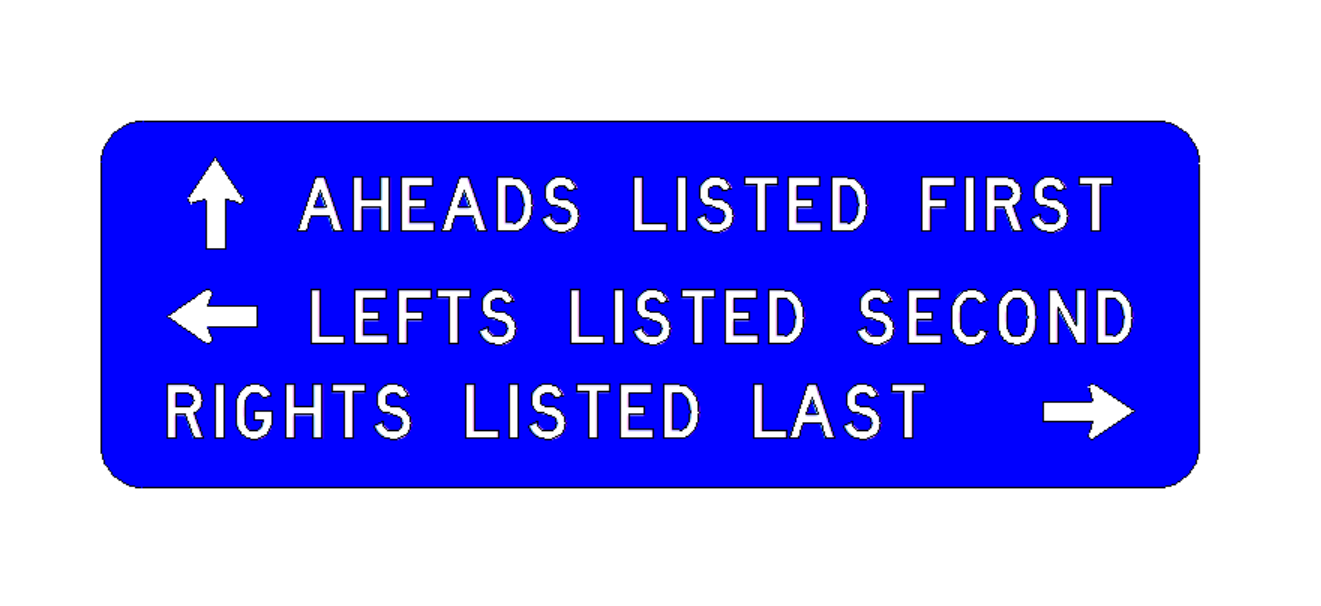 AHEADS LISTED FIRST
LEFTS LISTED SECOND
RIGHTS LISTED LAST